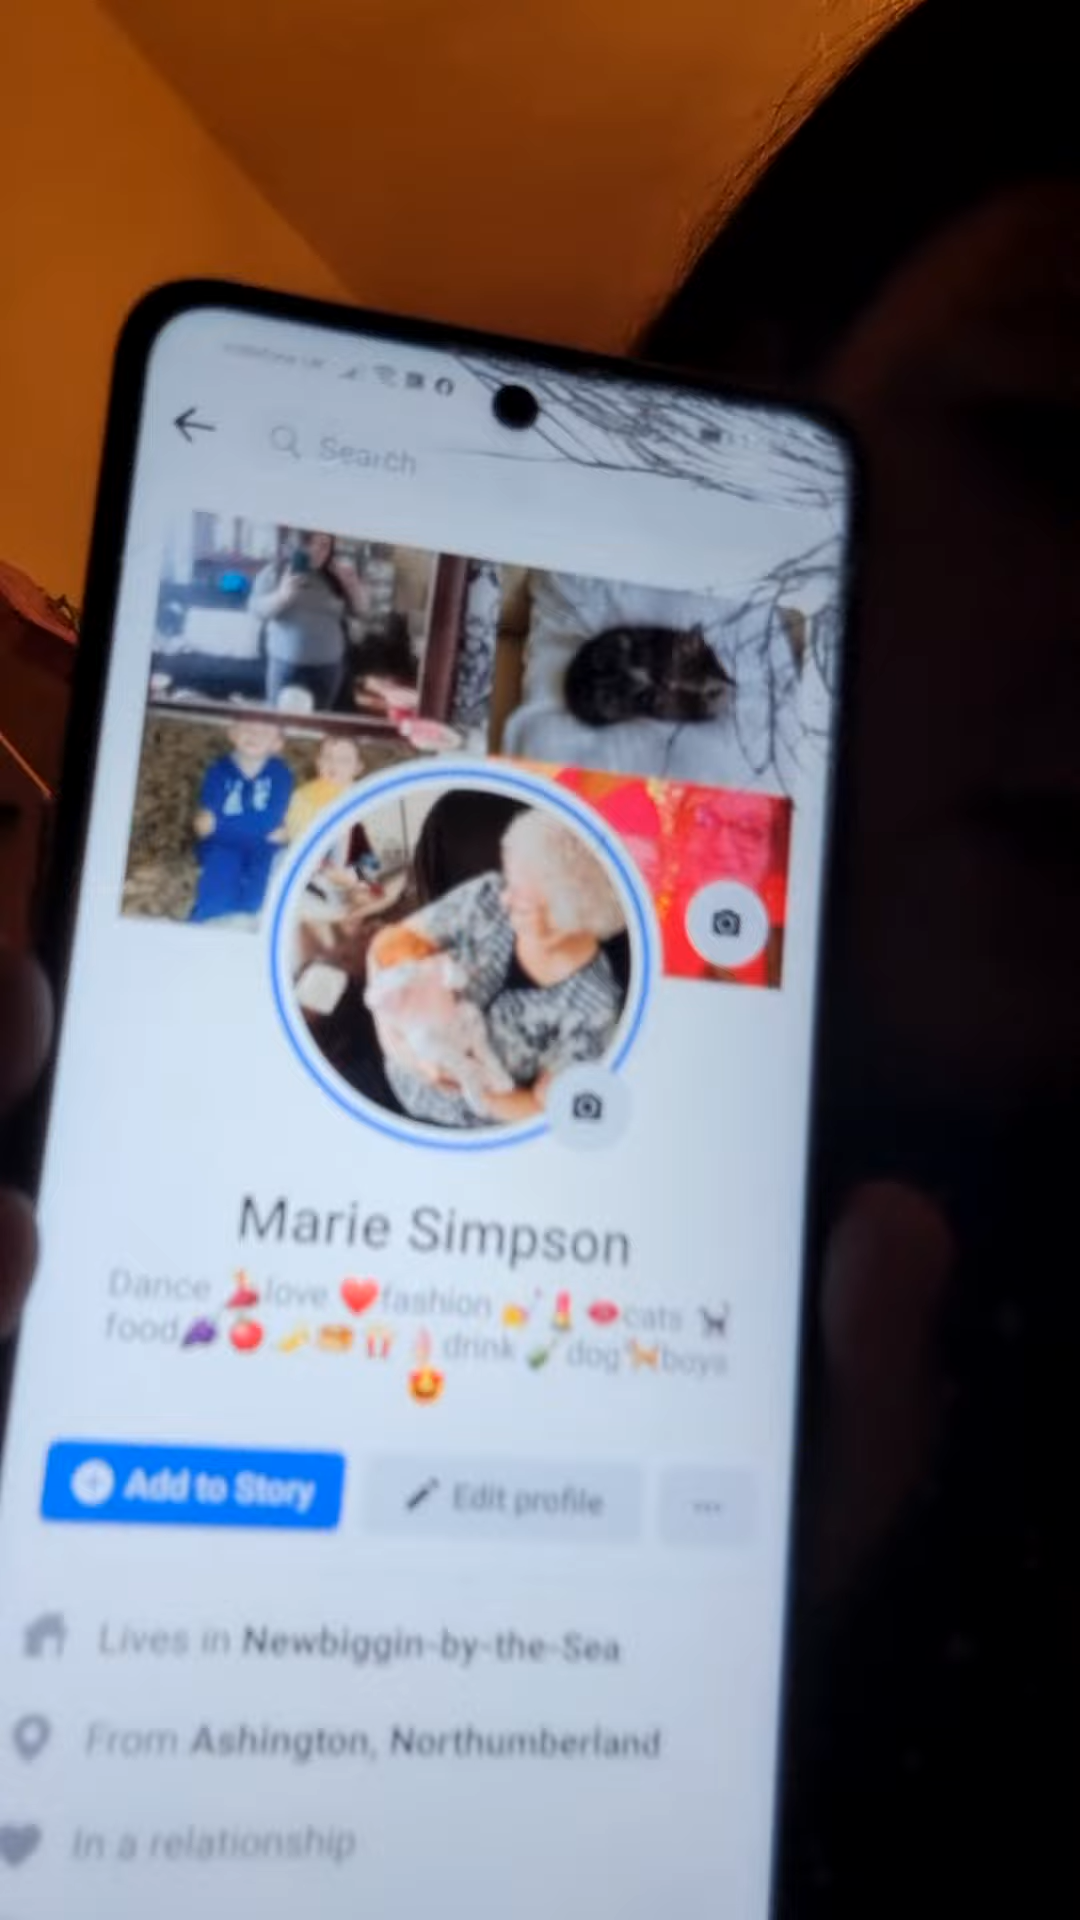 Search
Marie Simpson
Dance 💃love ❤️fashion 💅💄👄cats 🐈‍⬛
food🍇🍎🌶️🍔🍟🍤drink 🍾dog🐕boys
🤩
Add to Story
Edit profile
...
Lives in Newbiggin-by-the-Sea
From Ashington, Northumberland
In a relationship